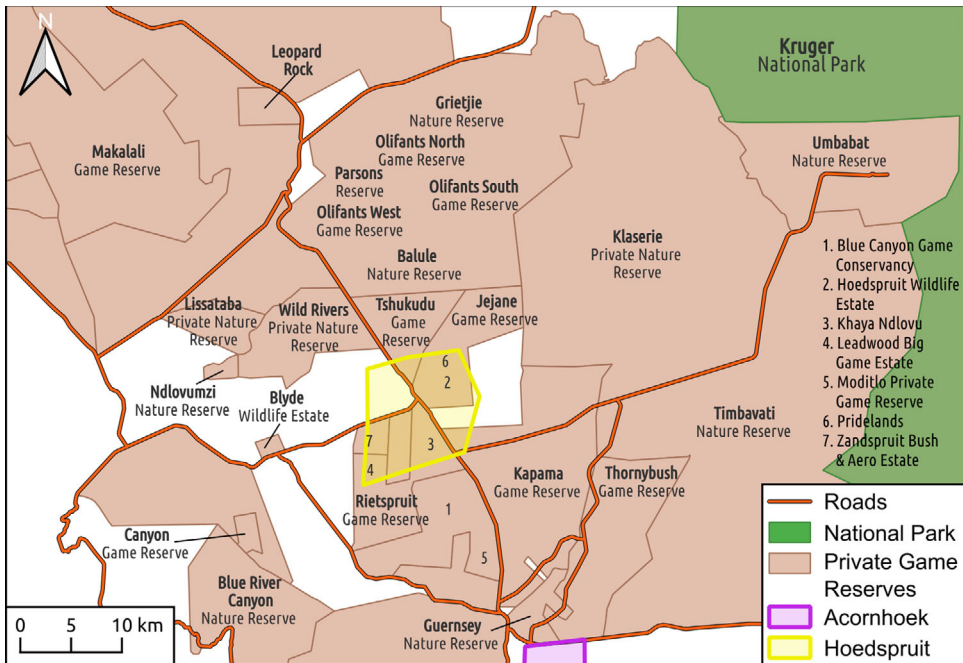 N
Kruger
National Park
Leopard
Rock
Grietjie
Nature Reserve
Olifants North
Game Reserve
Makalali
Game Reserve
Umbabat
Nature Reserve
Parsons
Reserve
Olifants South
Game Reserve
Olifants West
Game Reserve
Klaserie
Private Nature
Reserve
Balule
Nature Reserve
Lissataba
Private Nature
Reserve
Wild Rivers
Private Nature
Reserve
Tshukudu
Game
Reserve
Jejane
Game Reserve
1. Blue Canyon Game
Conservancy
2. Hoedspruit Wildlife
Estate
3. Khaya Ndlovu
4. Leadwood Big
Game Estate
5. Moditlo Private
Game Reserve
6. Pridelands
7. Zandspruit Bush
& Aero Estate
Ndlovumzi
Nature Reserve
Blyde
Wildlife Estate
6
2
7
3
4
Timbavati
Nature Reserve
Rietspruit
Game Reserve
Kapama
Game Reserve
Thornybush
Game Reserve
1
5
Canyon
Game Reserve
Blue River
Canyon
Nature Reserve
Guernsey
Nature Reserve
0 5 10 km
Roads
National Park
Private Game
Reserves
Acornhoek
Hoedspruit